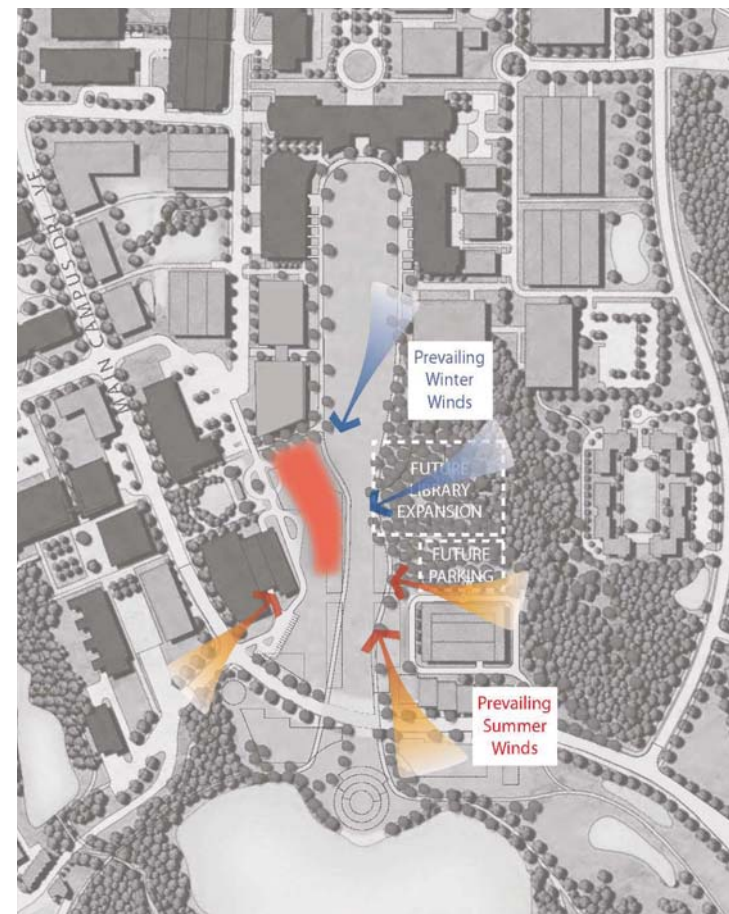 MAIN CAMPUS DRIVE
Prevailing
Winter
Winds
FUTURE
LIBRARY
EXPANSION
FUTURE
PARKING
Prevailing
Summer
Winds